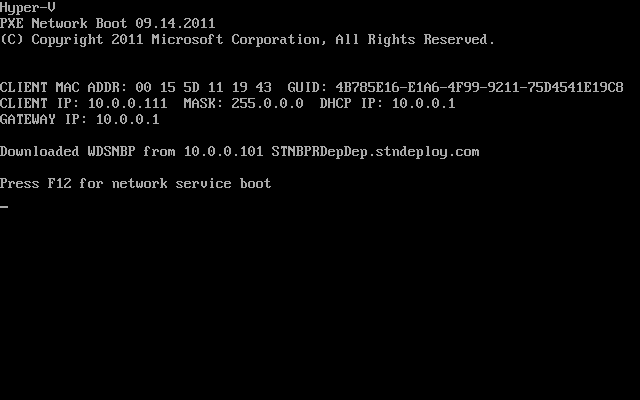 Hyper-V
PXE Network Boot 09.14.2011
(C) Copyright 2011 Microsoft Corporation, All Rights Reserved.
CLIENT MAC ADDR: 00 15 5D 11 19 43  GUID: 4B785E16-E1A6-4F99-9211-75D4541E19C8
CLIENT IP: 10.0.0.111  MASK: 255.0.0.0  DHCP IP: 10.0.0.1
GATEWAY IP: 10.0.0.1
Downloaded WDSNBP from 10.0.0.101 STNBPRDepDep.stndeploy.com
Press F12 for network service boot
_